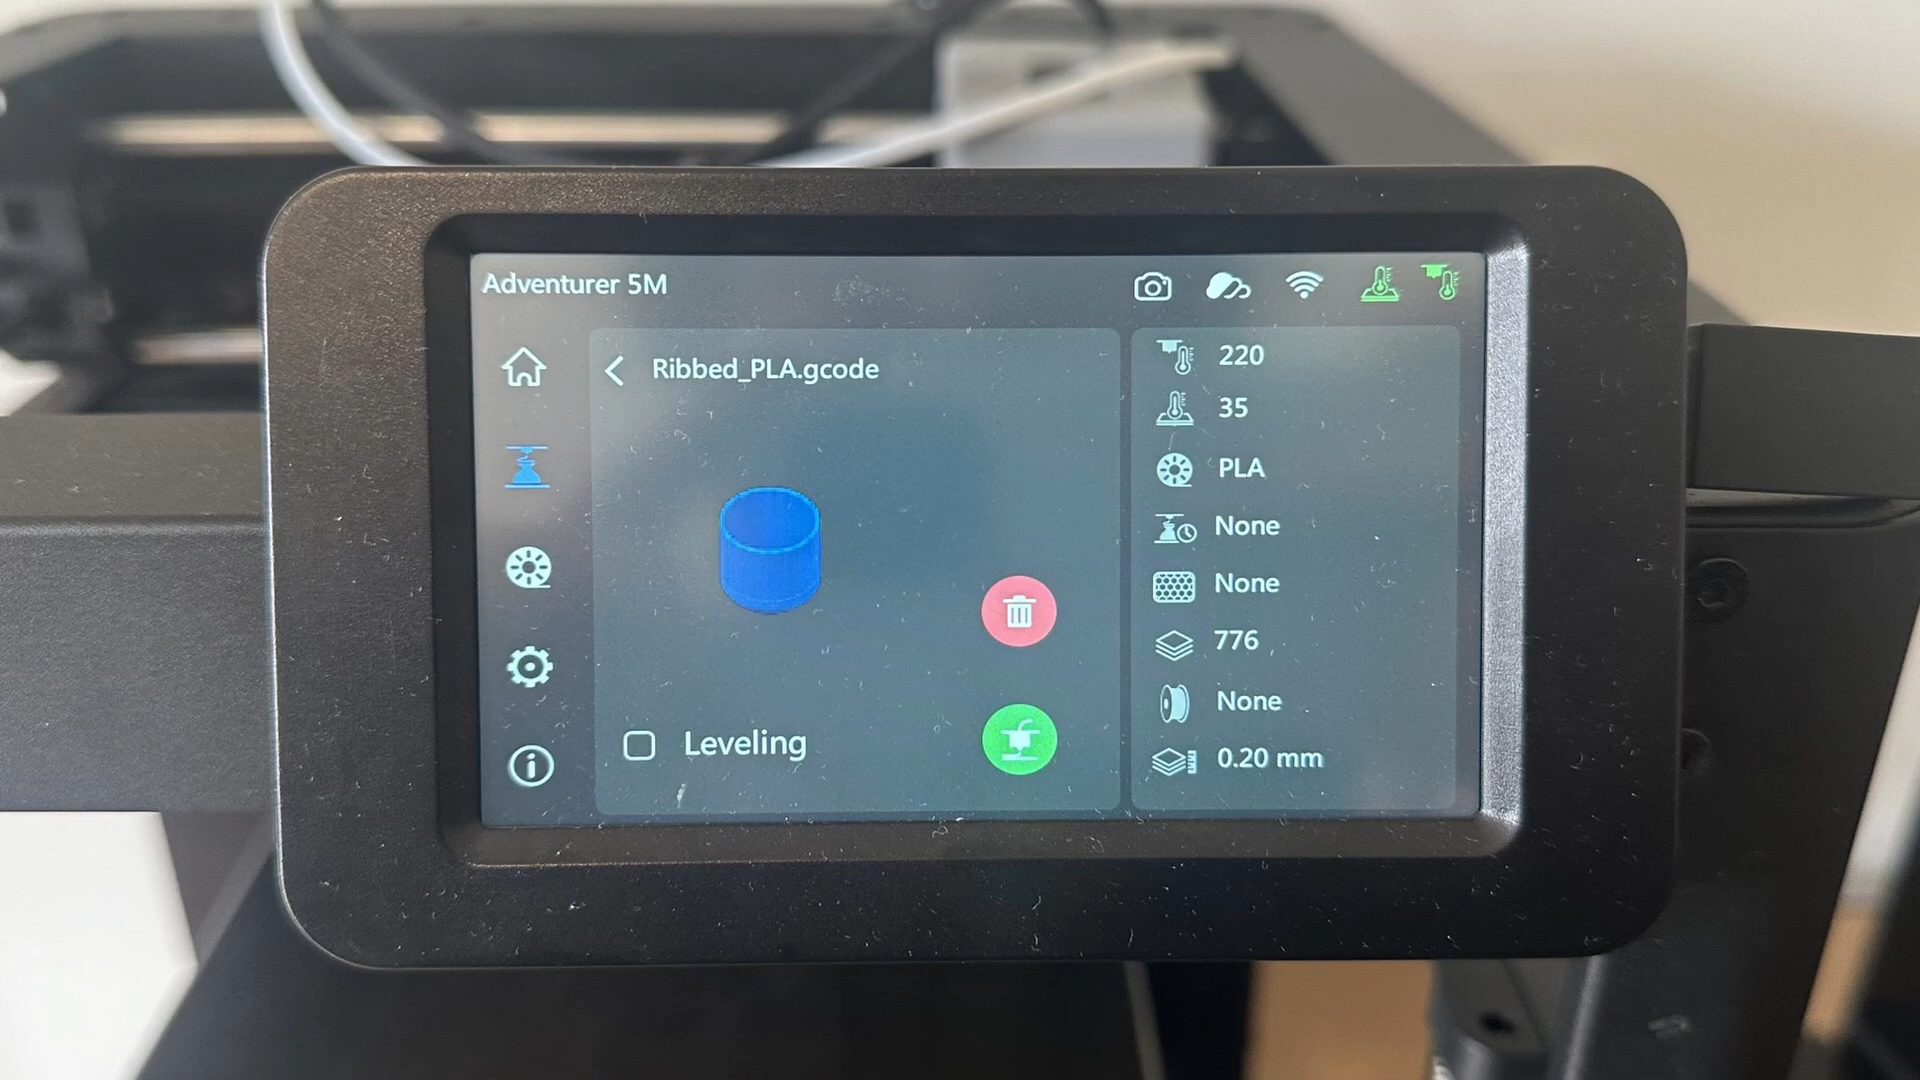 Adventurer 5M
Ribbed_PLA.gcode
Leveling
220
35
PLA
None
None
776
None
0.20 mm